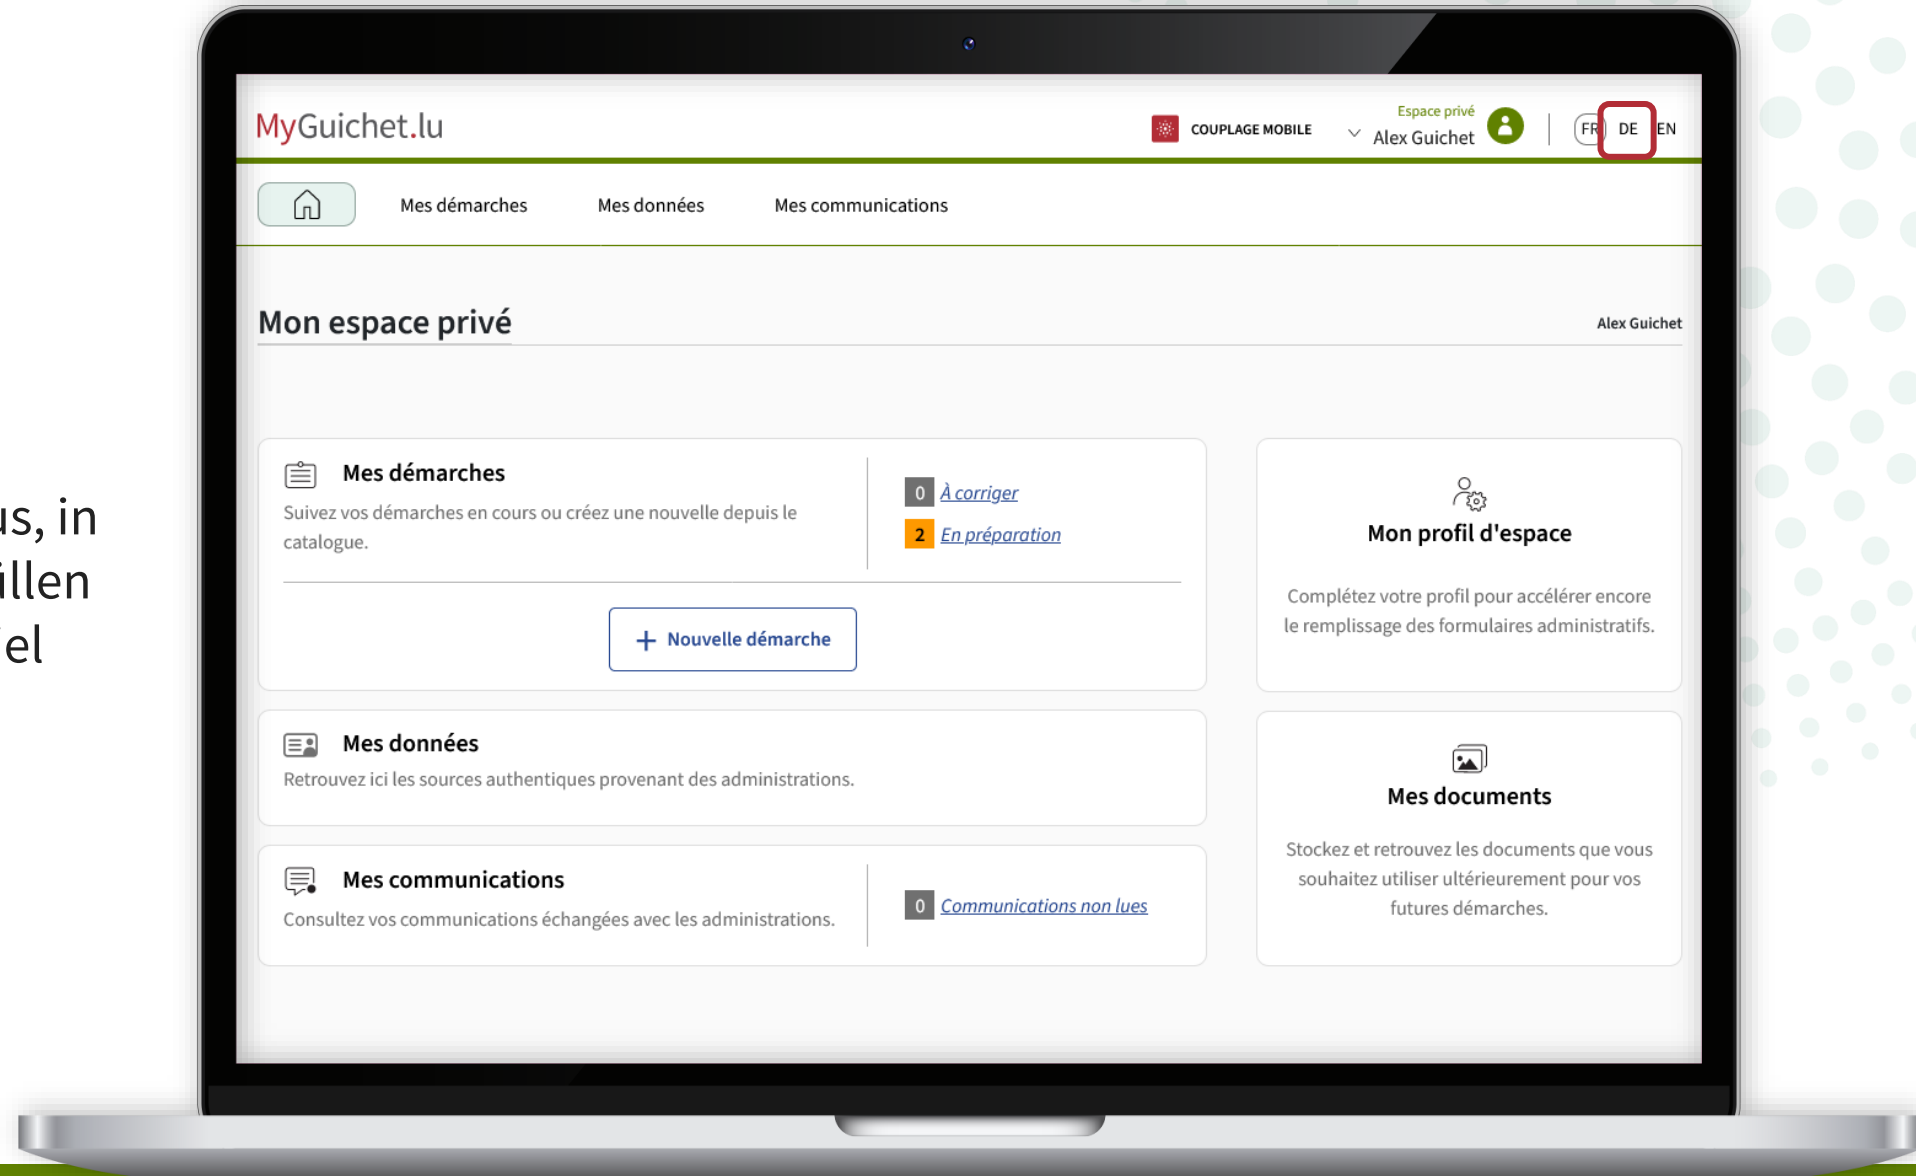 us, in
üllen
iel
MyGuichet.lu
COUPLAGE MOBILE
Espace privé
Alex Guichet
FR DE EN
Mes démarches Mes données Mes communications
Mon espace privé
Alex Guichet
Mes démarches
Suivez vos démarches en cours ou créez une nouvelle depuis le
catalogue.
0 À corriger
2 En préparation
+ Nouvelle démarche
Mon profil d'espace
Complétez votre profil pour accélérer encore
le remplissage des formulaires administratifs.
Mes données
Retrouvez ici les sources authentiques provenant des administrations.
Mes communications
Consultez vos communications échangées avec les administrations.
0 Communications non lues
Mes documents
Stockez et retrouvez les documents que vous
souhaitez utiliser ultérieurement pour vos
futures démarches.